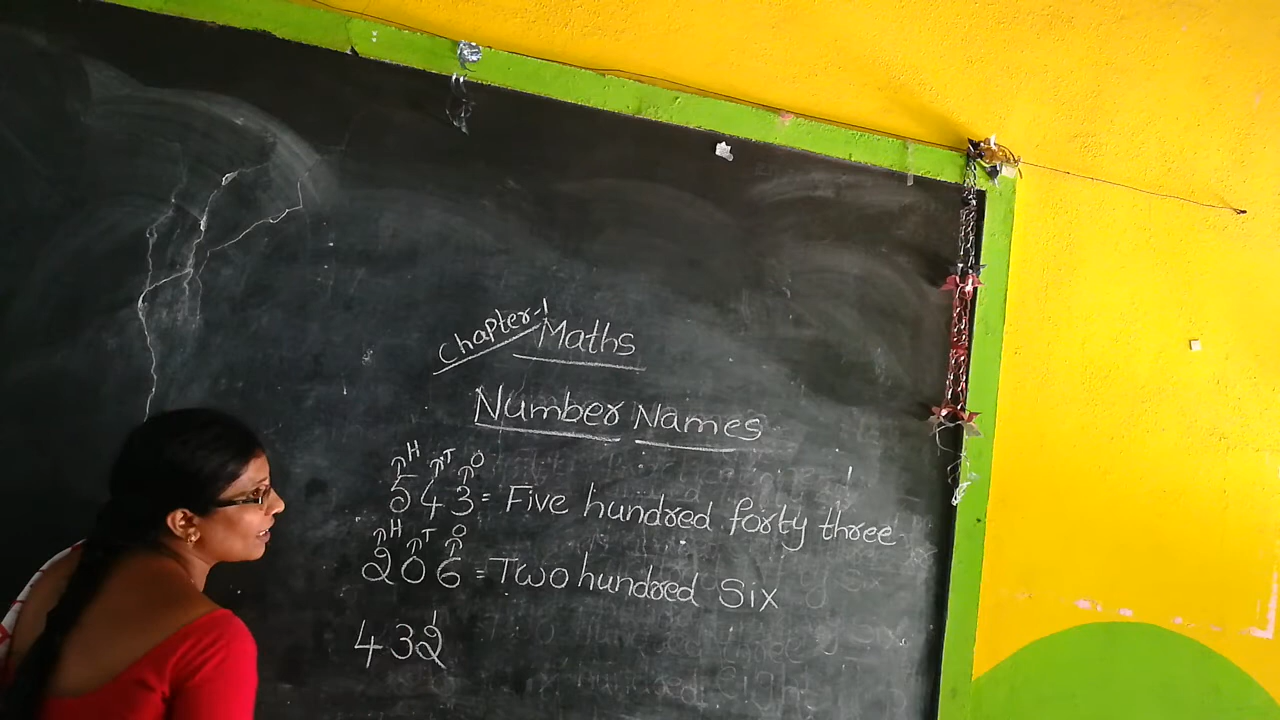 Chapter-1
Maths
Number Names
H T O
543 = Five hundred forty three
H T O
206 = Two hundred Six
432